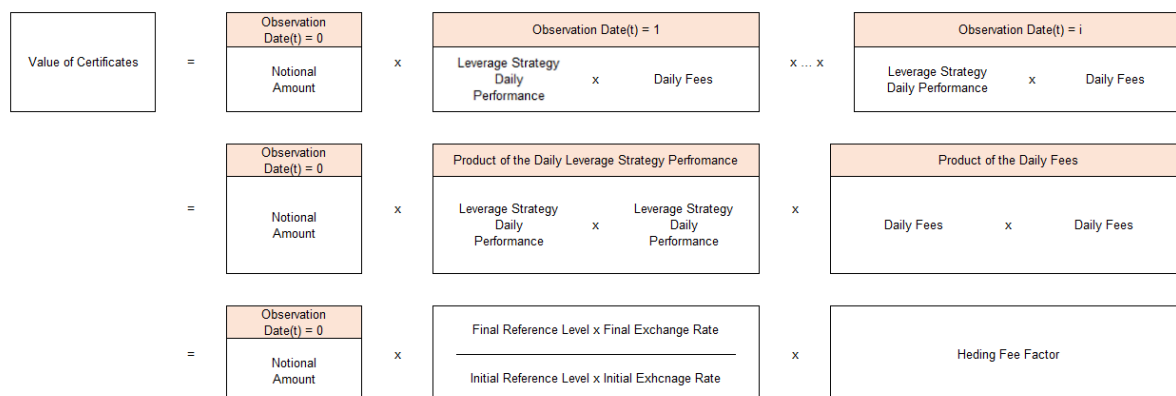 Value of Certificates
=
Observation
Date(t) = 0
Notional
Amount
x
Observation Date(t) = 1
Leverage Strategy
Daily
Performance
x
Daily Fees
x ... x
Observation Date(t) = i
Leverage Strategy
Daily Performance
x
Daily Fees
=
Observation
Date(t) = 0
Notional
Amount
x
Product of the Daily Leverage Strategy Perfromance
Leverage Strategy
Daily
Performance
x
Leverage Strategy
Daily
Performance
x
Product of the Daily Fees
Daily Fees
x
Daily Fees
=
Observation
Date(t) = 0
Notional
Amount
x
Final Reference Level x Final Exchange Rate
Initial Reference Level x Initial Exhcnage Rate
x
Heding Fee Factor